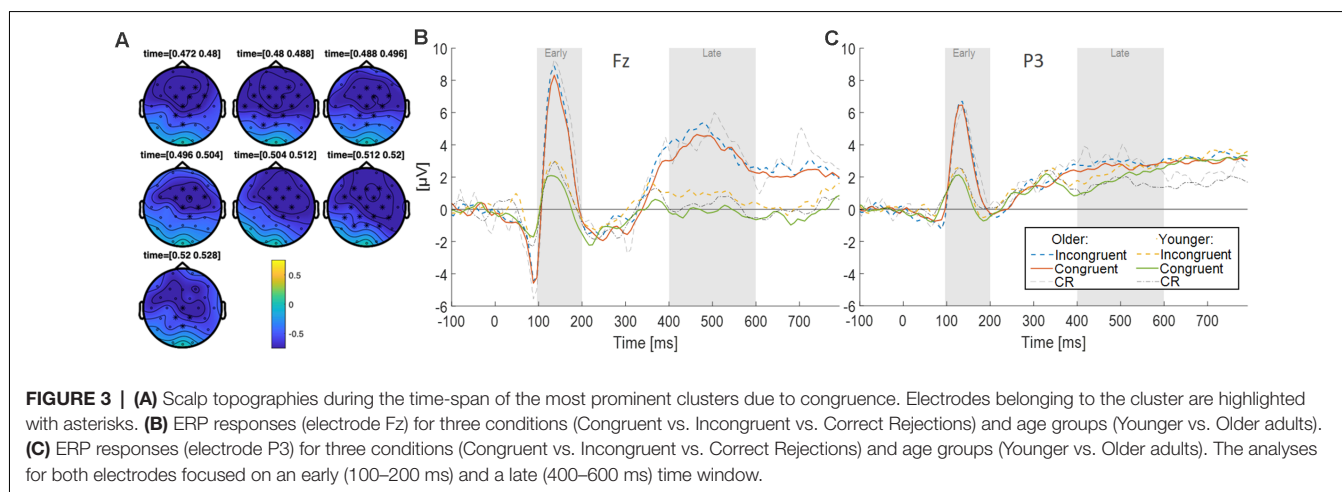 A
time=[0.472 0.48] time=[0.48 0.488] time=[0.488 0.496]
time=[0.496 0.504] time=[0.504 0.512] time=[0.512 0.52]
time=[0.52 0.528]
0.5
0
-0.5
B
Early
Fz
Late
10
8
6
4
2
0
-2
-4
-6
[µV]
-100 0 100 200 300 400 500 600 700
Time [ms]
C
Early
P3
Late
10
8
6
4
2
0
-2
-4
-6
-100 0 100 200 300 400 500 600 700
Time [ms]
Older: Younger:
Incongruent Incongruent
Congruent Congruent
CR CR
FIGURE 3 | (A) Scalp topographies during the time-span of the most prominent clusters due to congruence. Electrodes belonging to the cluster are highlighted
with asterisks. (B) ERP responses (electrode Fz) for three conditions (Congruent vs. Incongruent vs. Correct Rejections) and age groups (Younger vs. Older adults).
(C) ERP responses (electrode P3) for three conditions (Congruent vs. Incongruent vs. Correct Rejections) and age groups (Younger vs. Older adults). The analyses
for both electrodes focused on an early (100–200 ms) and a late (400–600 ms) time window.